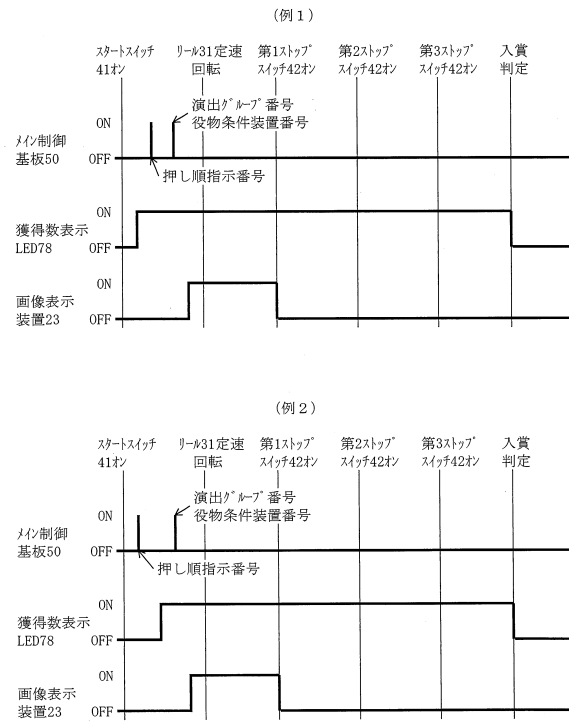 （例１）
ｽﾀｰﾄｽｲｯﾁ ﾘｰﾙ31定速 第1ｽﾄｯﾌﾟ 第2ｽﾄｯﾌﾟ 第3ｽﾄｯﾌﾟ 入賞
41ｵﾝ 回転 ｽｲｯﾁ42ｵﾝ ｽｲｯﾁ42ｵﾝ ｽｲｯﾁ42ｵﾝ 判定
演出ｸﾞﾙｰﾌﾟ番号
ON 役物条件装置番号
ﾒｲﾝ制御
基板50 OFF
押し順指示番号
ON
獲得数表示
LED78 OFF
ON
画像表示
装置23 OFF
（例２）
ｽﾀｰﾄｽｲｯﾁ ﾘｰﾙ31定速 第1ｽﾄｯﾌﾟ 第2ｽﾄｯﾌﾟ 第3ｽﾄｯﾌﾟ 入賞
41ｵﾝ 回転 ｽｲｯﾁ42ｵﾝ ｽｲｯﾁ42ｵﾝ ｽｲｯﾁ42ｵﾝ 判定
演出ｸﾞﾙｰﾌﾟ番号
ON 役物条件装置番号
ﾒｲﾝ制御
基板50 OFF
押し順指示番号
ON
獲得数表示
LED78 OFF
ON
画像表示
装置23 OFF